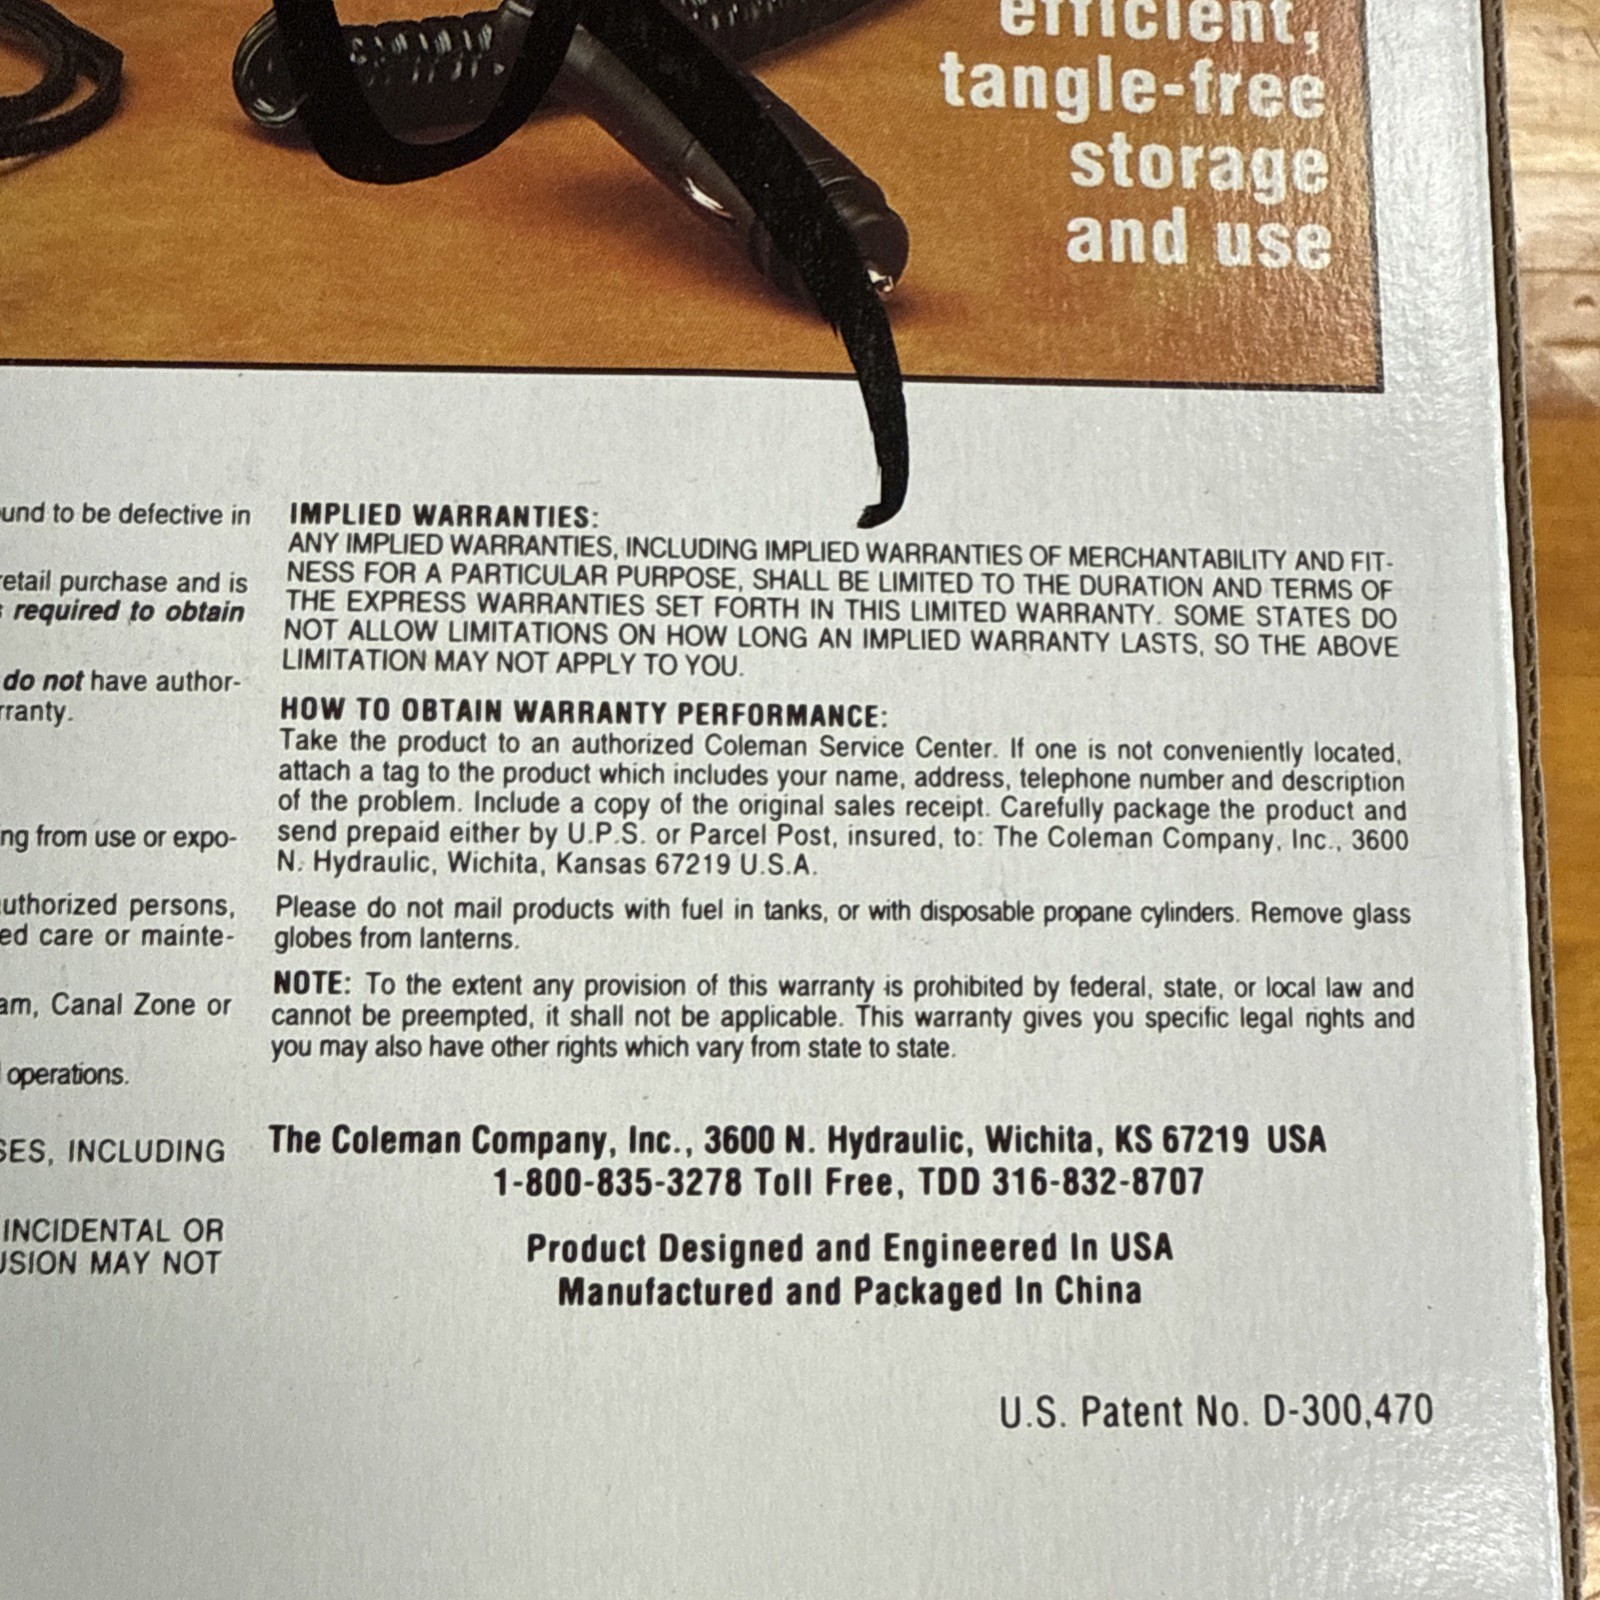 efficient,
tangle-free
storage
and use
und to be defective in
etail purchase and is
required to obtain
do not have author-
rranty.
ng from use or expo-
uthorized persons,
ed care or mainte-
am, Canal Zone or
operations.
SES, INCLUDING
INCIDENTAL OR
USION MAY NOT
IMPLIED WARRANTIES:
ANY IMPLIED WARRANTIES, INCLUDING IMPLIED WARRANTIES OF MERCHANTABILITY AND FIT-
NESS FOR A PARTICULAR PURPOSE, SHALL BE LIMITED TO THE DURATION AND TERMS OF
THE EXPRESS WARRANTIES SET FORTH IN THIS LIMITED WARRANTY. SOME STATES DO
NOT ALLOW LIMITATIONS ON HOW LONG AN IMPLIED WARRANTY LASTS, SO THE ABOVE
LIMITATION MAY NOT APPLY TO YOU.
HOW TO OBTAIN WARRANTY PERFORMANCE:
Take the product to an authorized Coleman Service Center. If one is not conveniently located,
attach a tag to the product which includes your name, address, telephone number and description
of the problem. Include a copy of the original sales receipt. Carefully package the product and
send prepaid either by U.P.S. or Parcel Post, insured, to: The Coleman Company, Inc., 3600
N. Hydraulic, Wichita, Kansas 67219 U.S.A.
Please do not mail products with fuel in tanks, or with disposable propane cylinders. Remove glass
globes from lanterns.
NOTE: To the extent any provision of this warranty is prohibited by federal, state, or local law and
cannot be preempted, it shall not be applicable. This warranty gives you specific legal rights and
you may also have other rights which vary from state to state.
The Coleman Company, Inc., 3600 N. Hydraulic, Wichita, KS 67219 USA
1-800-835-3278 Toll Free, TDD 316-832-8707
Product Designed and Engineered In USA
Manufactured and Packaged In China
U.S. Patent No. D-300,470